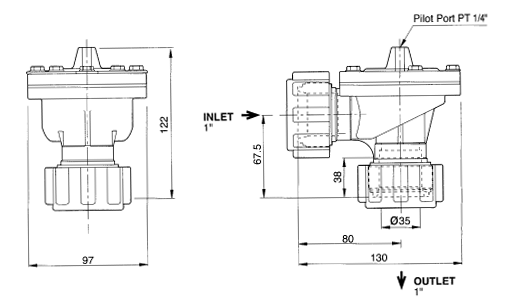 Pilot Port PT 1/4"
122
INLET
1"
67.5
38
Ø35
80
97
130
OUTLET
1"